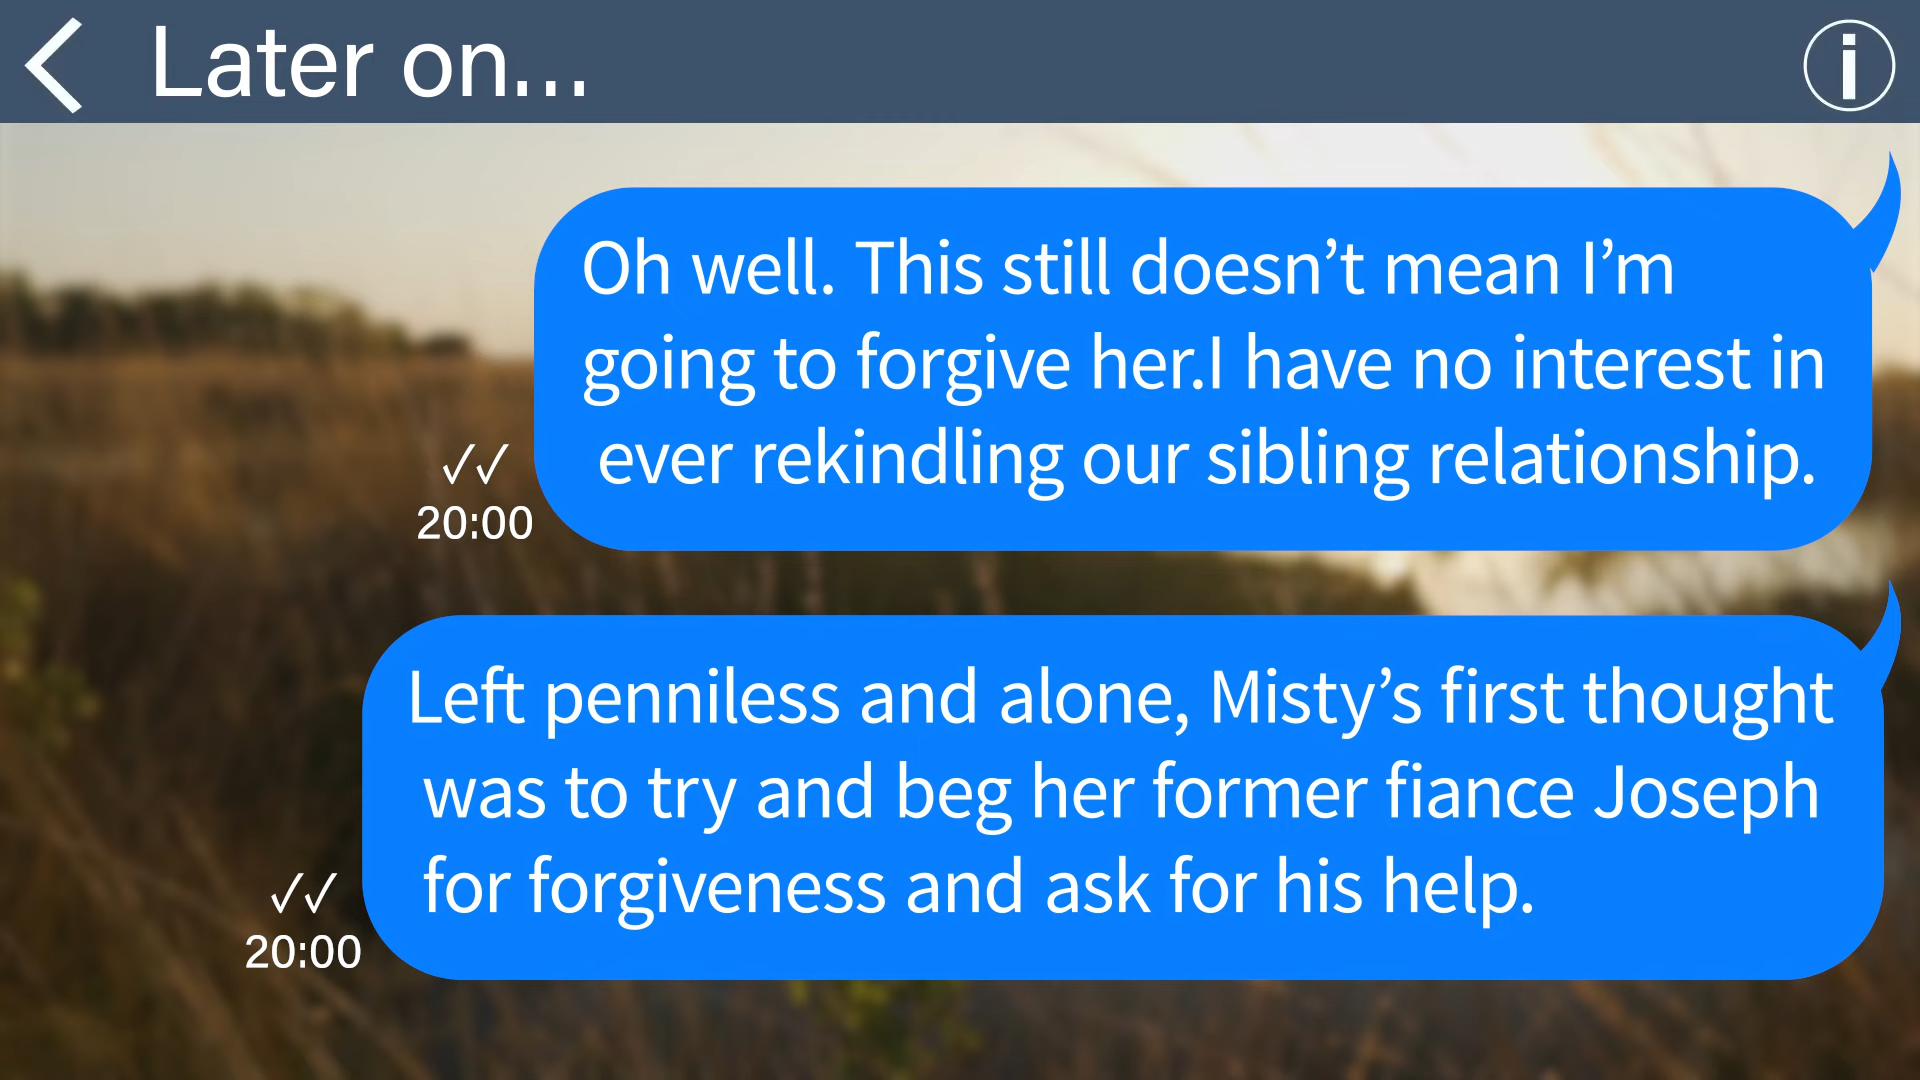 Later on...
Oh well. This still doesn’t mean I’m
going to forgive her.I have no interest in
ever rekindling our sibling relationship.
✓✓
20:00
Left penniless and alone, Misty’s first thought
was to try and beg her former fiance Joseph
for forgiveness and ask for his help.
✓✓
20:00